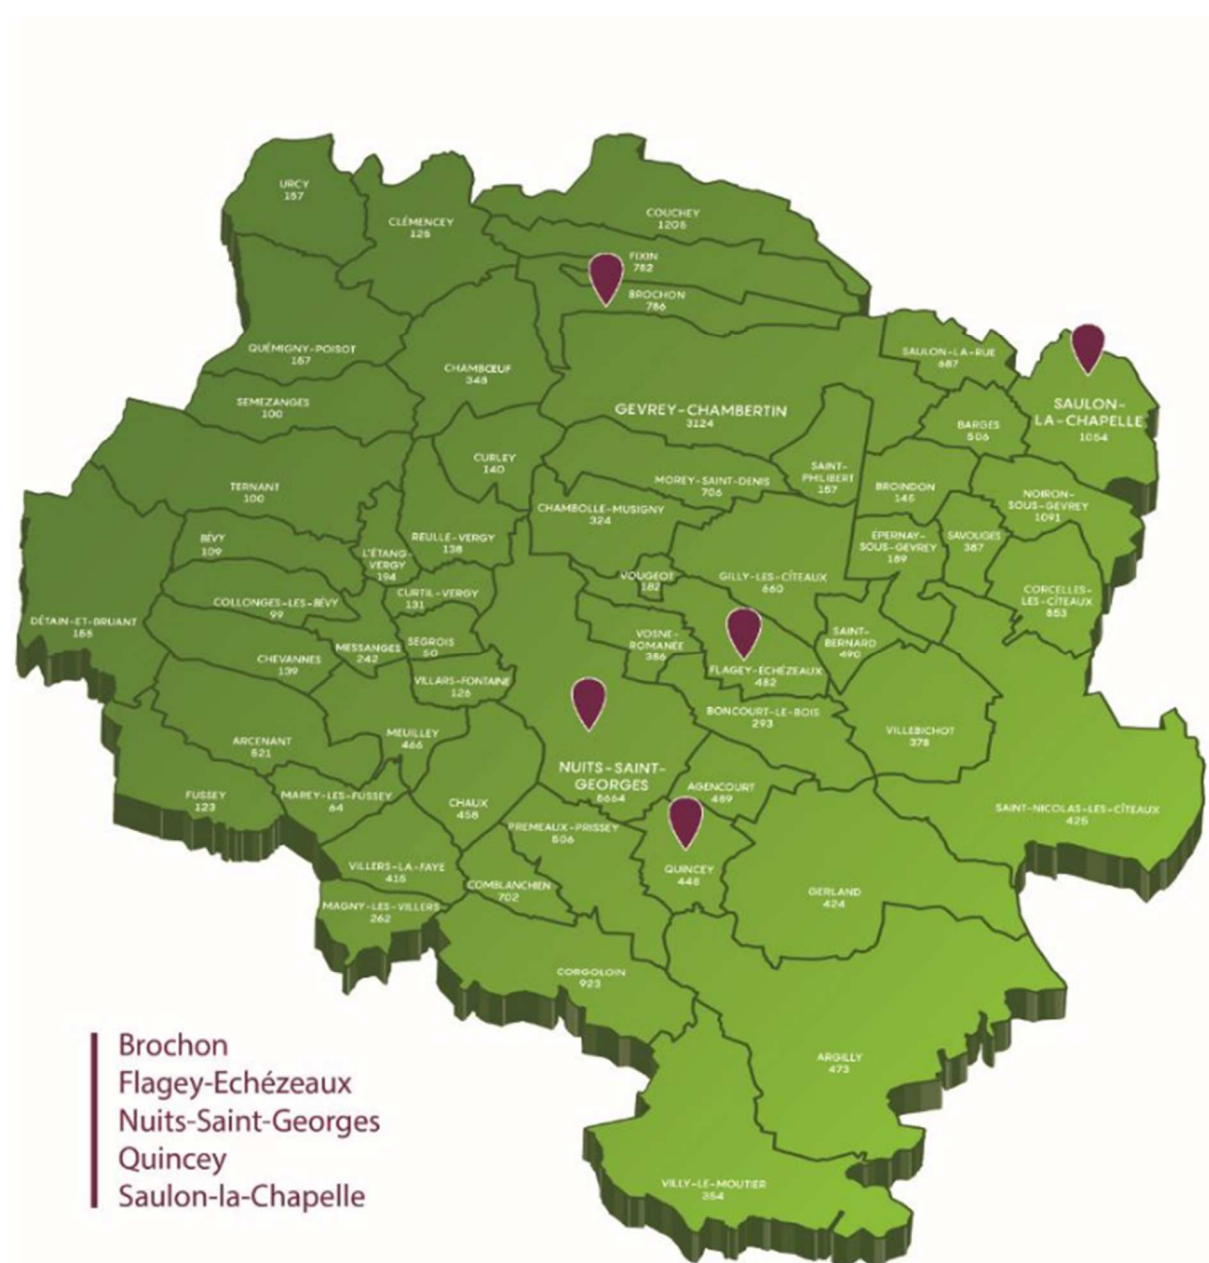 URCY
157
CLÉMENCEY
125
COUCHEY
1205
FIXIN
752
BROCHON
786
QUÉMIGNY-POISOT
157
CHAMBŒUF
348
SAULON-LA-RUE
687
SEMEZANGES
100
GEVREY-CHAMBERTIN
3124
SAULON-
LA-CHAPELLE
1054
BARGES
506
CURLEY
140
TERNANT
100
MOREY-SAINT-DENIS
706
SAINT-
PHILIBERT
157
BROINDON
145
NOIRON-
SOUS-GEVREY
1091
CHAMBOLLE-MUSIGNY
324
BÉVY
109
L'ÉTANG-
VERGY
194
REULLE-VERGY
138
ÉPERNAY-
SOUS-GEVREY
189
SAVOUGES
387
VOUGEOT
182
GILLY-LES-CÎTEAUX
660
CORCELLES-
LES-CÎTEAUX
853
COLLONGES-LES-BÉVY
99
CURTIL-VERGY
131
DÉTAIN-ET-BRUANT
155
MESSANGES
242
SEGROIS
50
VOSNE-
ROMANÉE
386
SAINT-
BERNARD
490
CHEVANNES
139
VILLARS-FONTAINE
126
FLAGEY-ECHÉZEAUX
482
BONCOURT-LE-BOIS
293
ARCENANT
521
MEUILLEY
466
VILLEBICHOT
378
NUITS-SAINT-
GEORGES
5664
AGENCOURT
489
FUSSEY
123
MAREY-LES-FUSSEY
64
CHAUX
458
SAINT-NICOLAS-LES-CÎTEAUX
425
PREMEAUX-PRISSEY
506
VILLERS-LA-FAYE
415
QUINCEY
448
COMBLANCHIEN
702
GERLAND
424
MAGNY-LES-VILLERS
262
CORGOLOIN
923
ARGILLY
473
VILLY-LE-MOUTIER
354
Brochon
Flagey-Echézeaux
Nuits-Saint-Georges
Quincey
Saulon-la-Chapelle